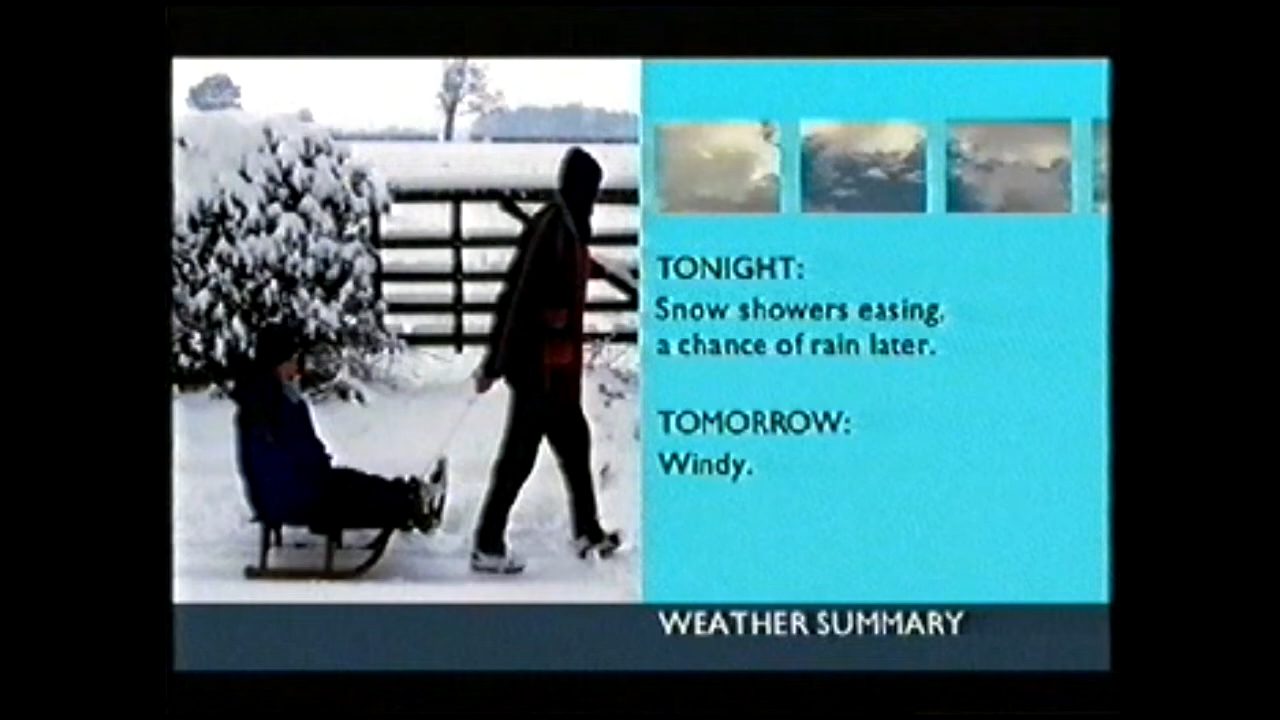 TONIGHT:
Snow showers easing,
a chance of rain later.
TOMORROW:
Windy.
WEATHER SUMMARY